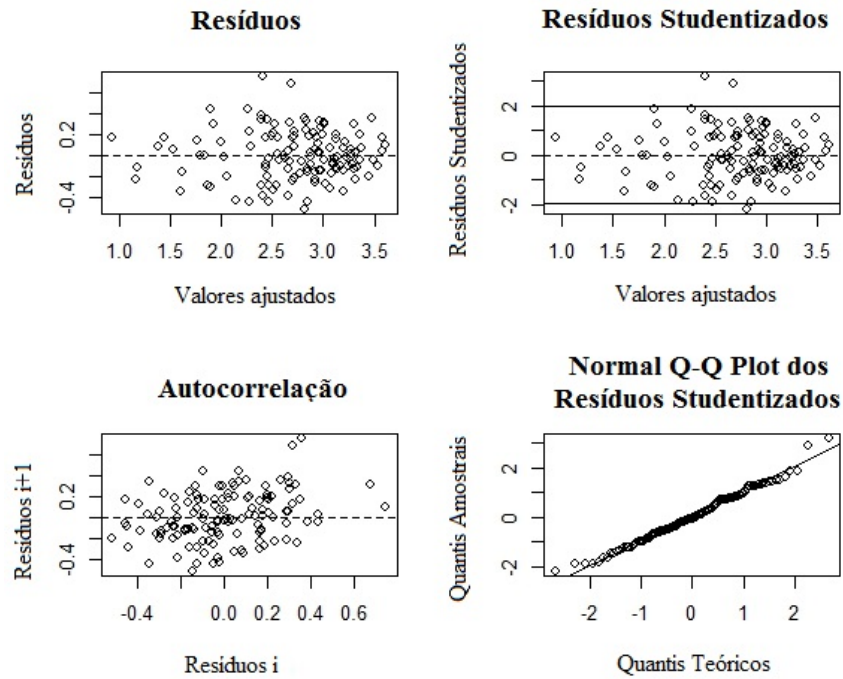 Resíduos
Resíduos
0.2
-0.4
1.0 1.5 2.0 2.5 3.0 3.5
Valores ajustados
Resíduos Studentizados
Resíduos Studentizados
2
0
-2
1.0 1.5 2.0 2.5 3.0 3.5
Valores ajustados
Autocorrelação
Resíduos i+1
0.2
-0.4
-0.4 0.0 0.2 0.4 0.6
Resíduos i
Normal Q-Q Plot dos
Resíduos Studentizados
Quantis Amostrais
2
0
-2
-2 -1 0 1 2
Quantis Teóricos